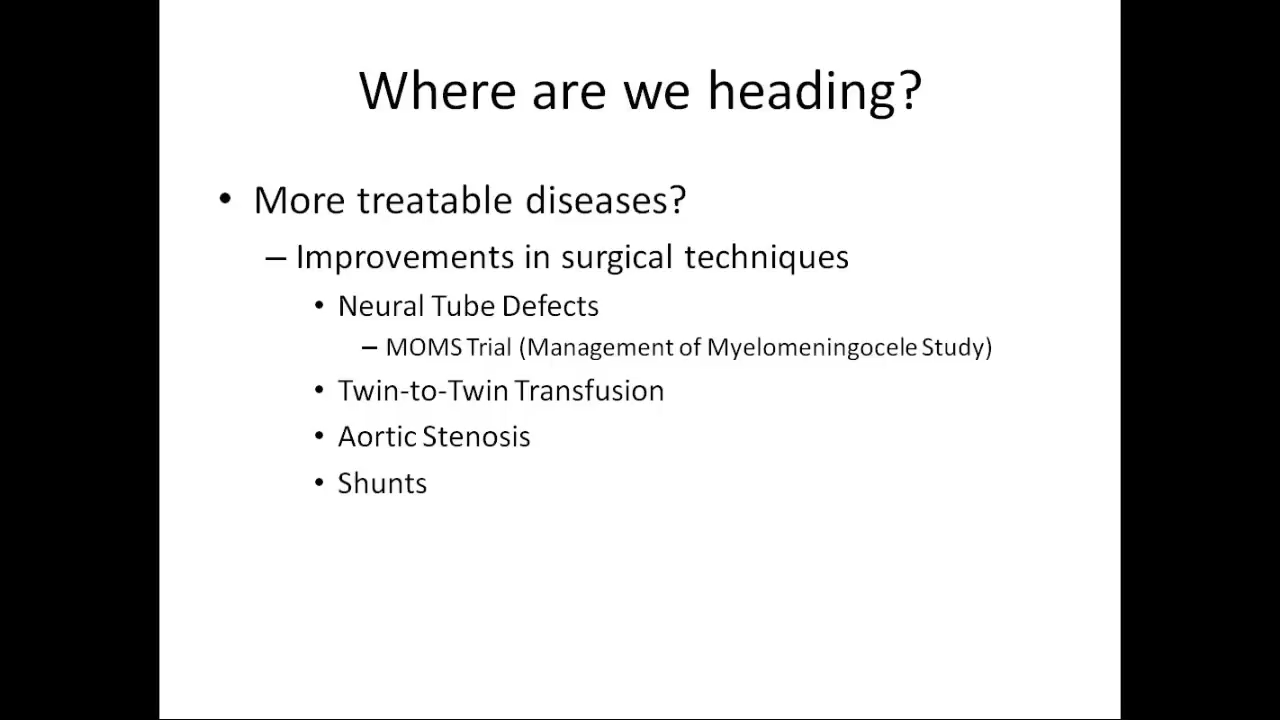 Where are we heading?
• More treatable diseases?
– Improvements in surgical techniques
• Neural Tube Defects
– MOMS Trial (Management of Myelomeningocele Study)
• Twin-to-Twin Transfusion
• Aortic Stenosis
• Shunts